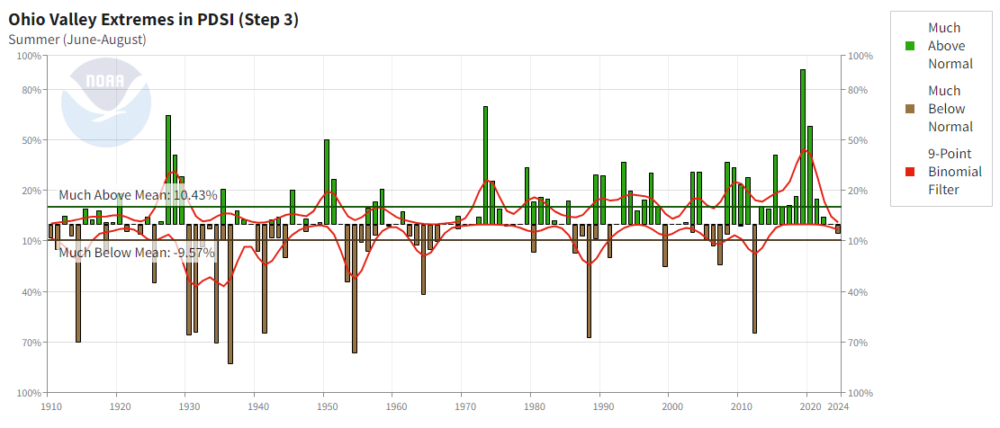 Ohio Valley Extremes in PDSI (Step 3)
Summer (June-August)
100%
80%
50%
20%
10%
40%
70%
100%
NOAA
Much Above Mean: 10.43%
Much Below Mean: -9.57%
100%
80%
50%
20%
10%
40%
70%
100%
1910 1920 1930 1940 1950 1960 1970 1980 1990 2000 2010 2020 2024
Much
Above
Normal
Much
Below
Normal
9-Point
Binomial
Filter